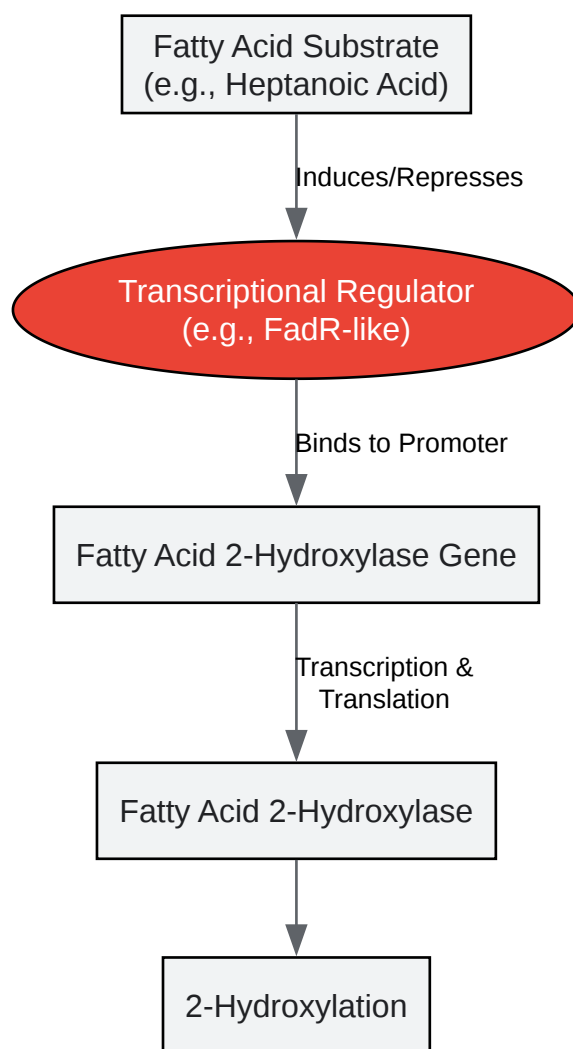 Fatty Acid Substrate
(e.g., Heptanoic Acid)
Induces/Represses
Transcriptional Regulator
(e.g., FadR-like)
Binds to Promoter
Fatty Acid 2-Hydroxylase Gene
Transcription &
Translation
Fatty Acid 2-Hydroxylase
2-Hydroxylation